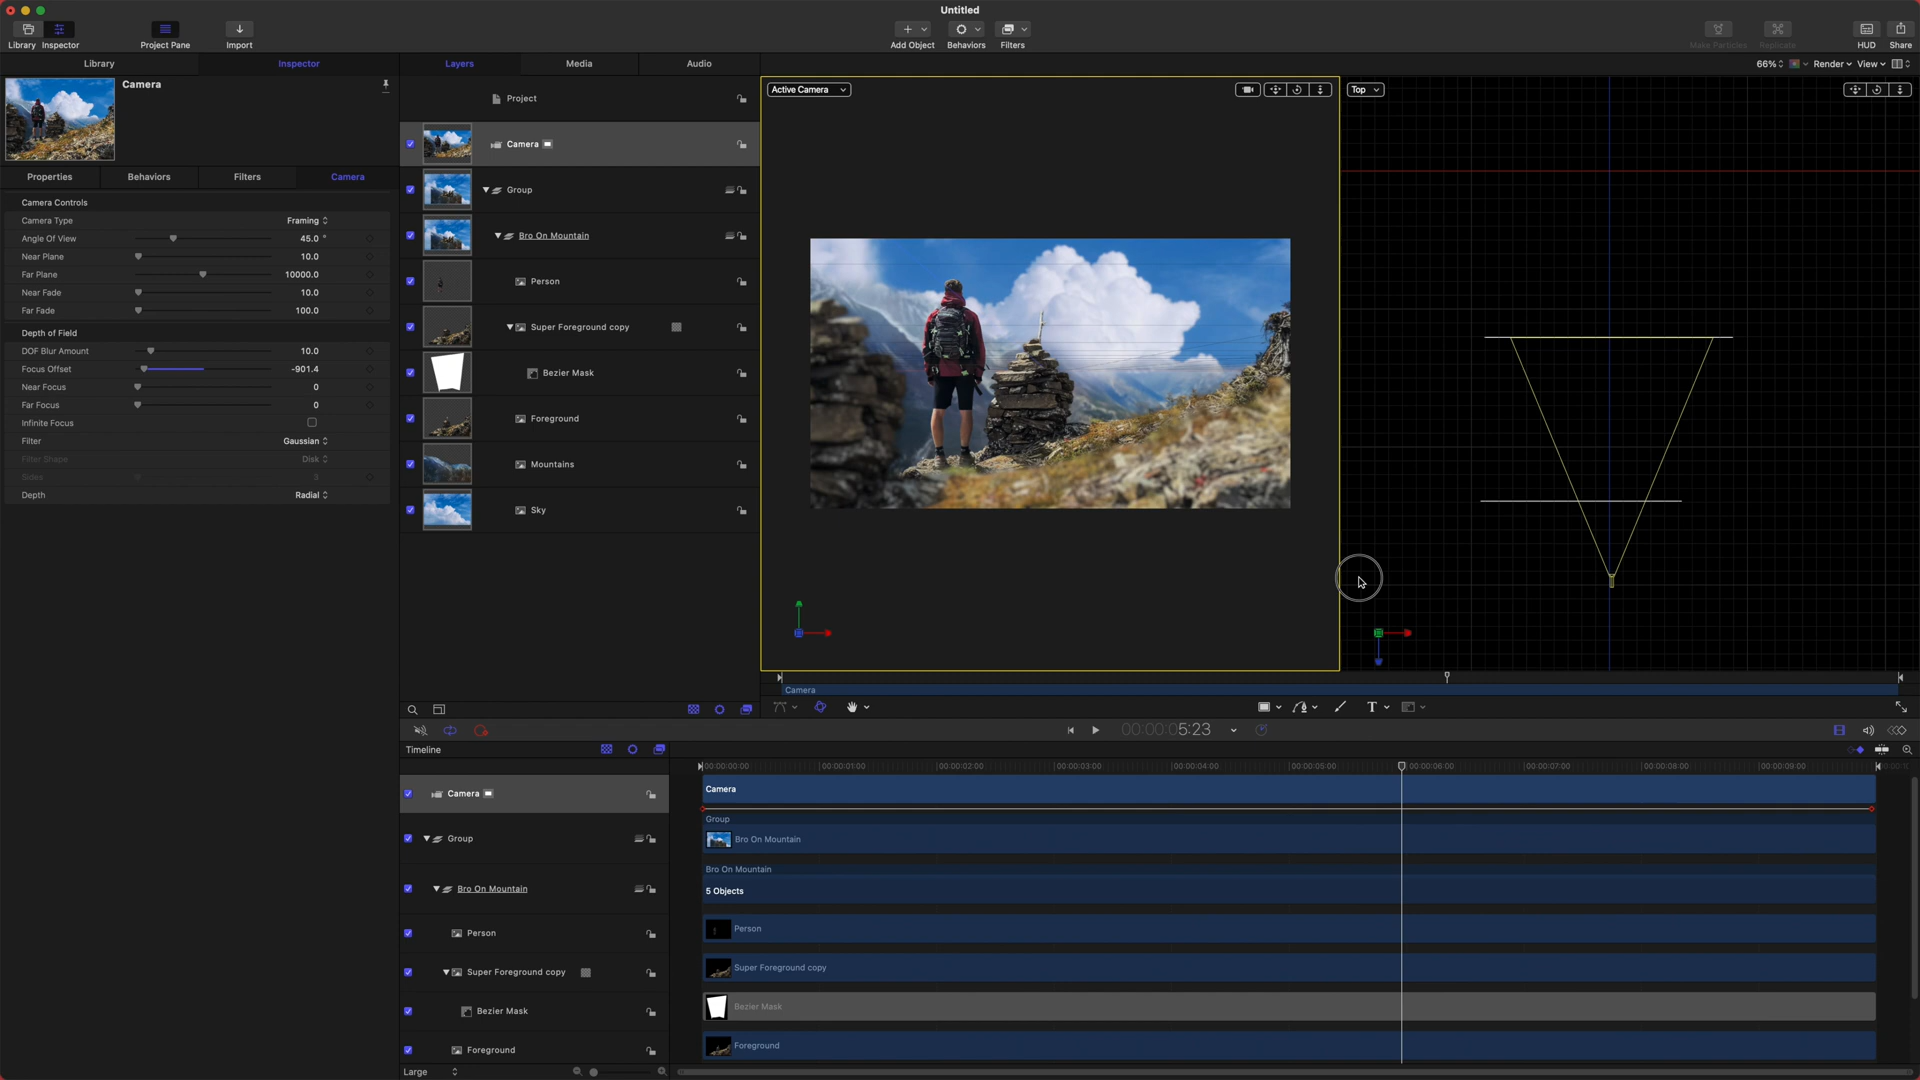 Untitled
Library Inspector Project Pane Import Add Object Behaviors Filters Make Particles Replicate HUD Share
Library Inspector Layers Media Audio 66% Render View
Camera
Properties Behaviors Filters Camera
Camera Controls
Camera Type Framing
Angle Of View 45.0 °
Near Plane 10.0
Far Plane 10000.0
Near Fade 10.0
Far Fade 100.0
Depth of Field
DOF Blur Amount 10.0
Focus Offset -901.4
Near Focus 0
Far Focus 0
Infinite Focus
Filter Gaussian
Filter Shape Disk
Sides 3
Depth Radial
Project
Camera
Group
Bro On Mountain
Person
Super Foreground copy
Bezier Mask
Foreground
Mountains
Sky
Active Camera
Top
Camera
T
00:00:05:23
Timeline
00:00:00:00 00:00:01:00 00:00:02:00 00:00:03:00 00:00:04:00 00:00:05:00 00:00:06:00 00:00:07:00 00:00:08:00 00:00:09:00
Camera
Group
Bro On Mountain
Person
Super Foreground copy
Bezier Mask
Foreground
Camera
Group
Bro On Mountain
Bro On Mountain
5 Objects
Person
Super Foreground copy
Bezier Mask
Foreground
Large